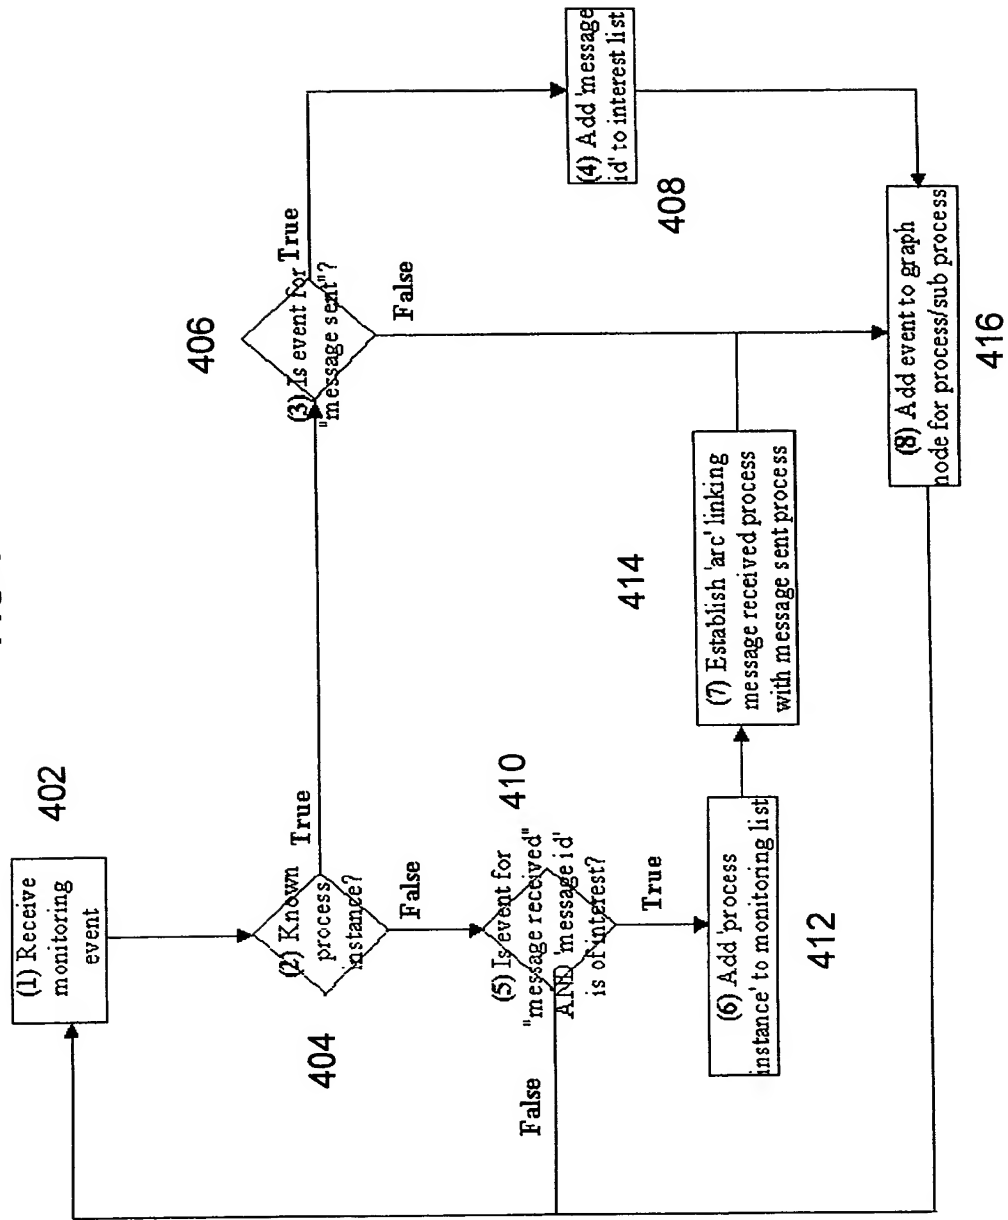 402
(1) Receive
monitoring
event
404
(2) Known
process
instance?
True
False
406
(3) Is event for
"message sent"?
True
False
(4) Add 'message
id' to interest list
408
410
(5) Is event for
"message received"
AND 'message id'
is of interest?
False
True
(6) Add 'process
instance' to monitoring list
412
414
(7) Establish 'arc' linking
message received process
with message sent process
(8) Add event to graph
node for process/sub process
416